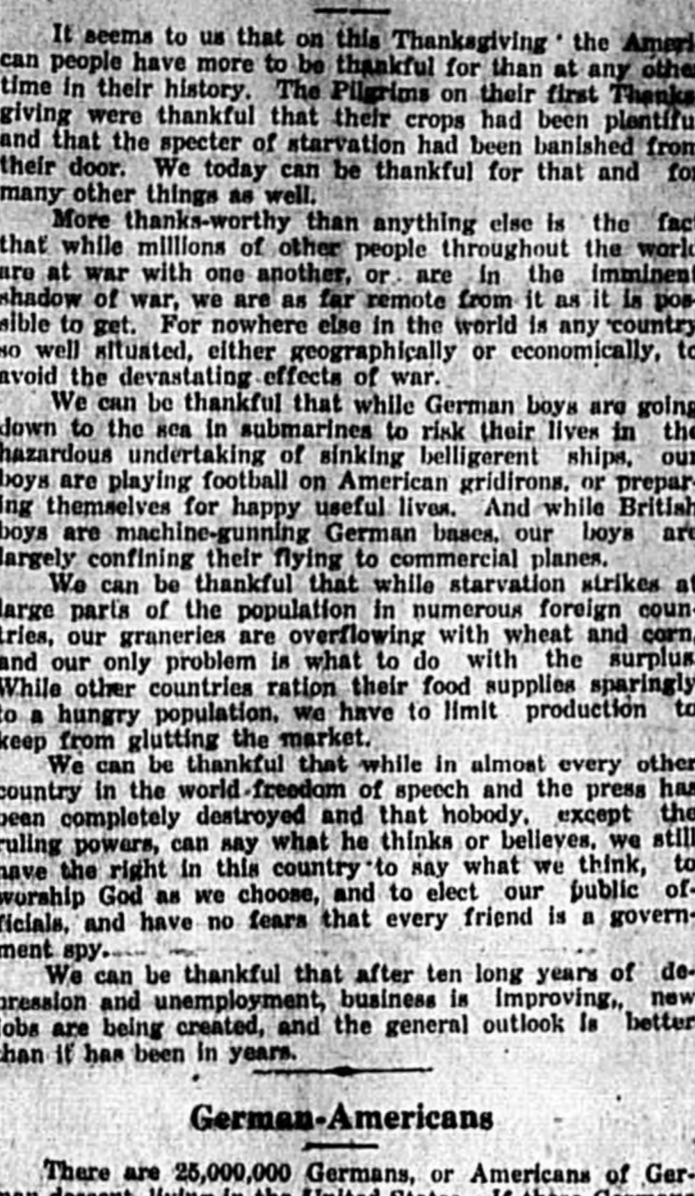 It seems to us that on this Thanksgiving the Ameri
can people have more to be thankful for than at any othe
time in their history. The Pilgrims on their first Thanks
giving were thankful that their crops had been plentifu
and that the specter of starvation had been banished from
their door. We today can be thankful for that and for
many other things as well.
More thanks-worthy than anything else is the fac
that while millions of other people throughout the world
are at war with one another, or are in the imminent
shadow of war, we are as far remote from it as it is pos
sible to get. For nowhere else in the world is any country
so well situated, either geographically or economically, to
avoid the devastating effects of war.
We can be thankful that while German boys are going
down to the sea in submarines to risk their lives in the
hazardous undertaking of sinking belligerent ships, our
boys are playing football on American gridirons, or prepar-
ing themselves for happy useful lives. And while British
boys are machine-gunning German bases, our boys are
largely confining their flying to commercial planes.
We can be thankful that while starvation strikes at
large parts of the population in numerous foreign coun
tries, our graneries are overflowing with wheat and corn
and our only problem is what to do with the surplus
While other countries ration their food supplies sparingly
to a hungry population, we have to limit production to
keep from glutting the market.
We can be thankful that while in almost every other
country in the world freedom of speech and the press has
been completely destroyed and that nobody, except the
ruling powers, can say what he thinks or believes, we still
have the right in this country to say what we think, to
worship God as we choose, and to elect our public of-
ficials, and have no fears that every friend is a govern-
ment spy.
We can be thankful that after ten long years of de-
pression and unemployment, business is improving,, new
jobs are being created, and the general outlook is better
than it has been in years.
German-Americans
There are 25,000,000 Germans, or Americans of Ger-
man descent, living in the United States.